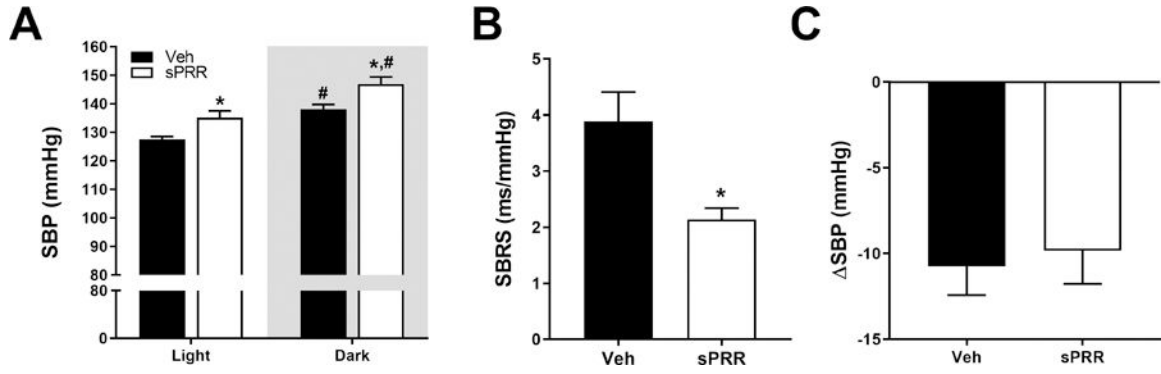 A
SBP (mmHg)
160
150
140
130
120
110
100
90
80
80
0
Veh
sPRR
*
#
*,#
Light
Dark
B
SBRS (ms/mmHg)
5
4
3
2
1
0
*
Veh
sPRR
C
ΔSBP (mmHg)
0
-5
-10
-15
Veh
sPRR